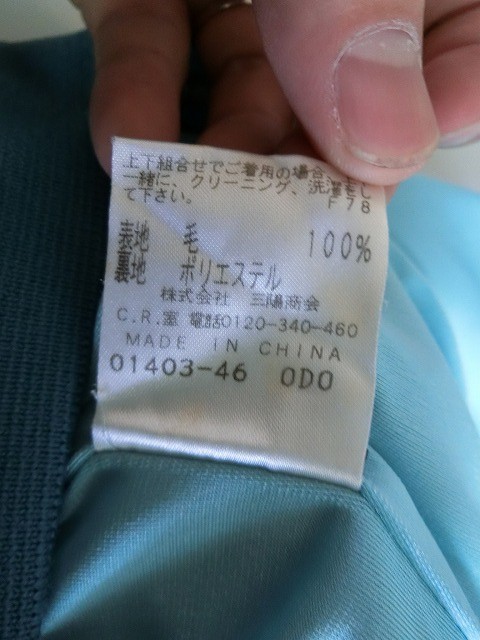 上下組合せでご着用の場合
一緒に、クリーニング、洗濯をし
て下さい。 F78
表地 毛 100%
裏地 ポリエステル
株式会社 三陽商会
C.R.室 電話0120-340-460
MADE IN CHINA
01403-46 ODO